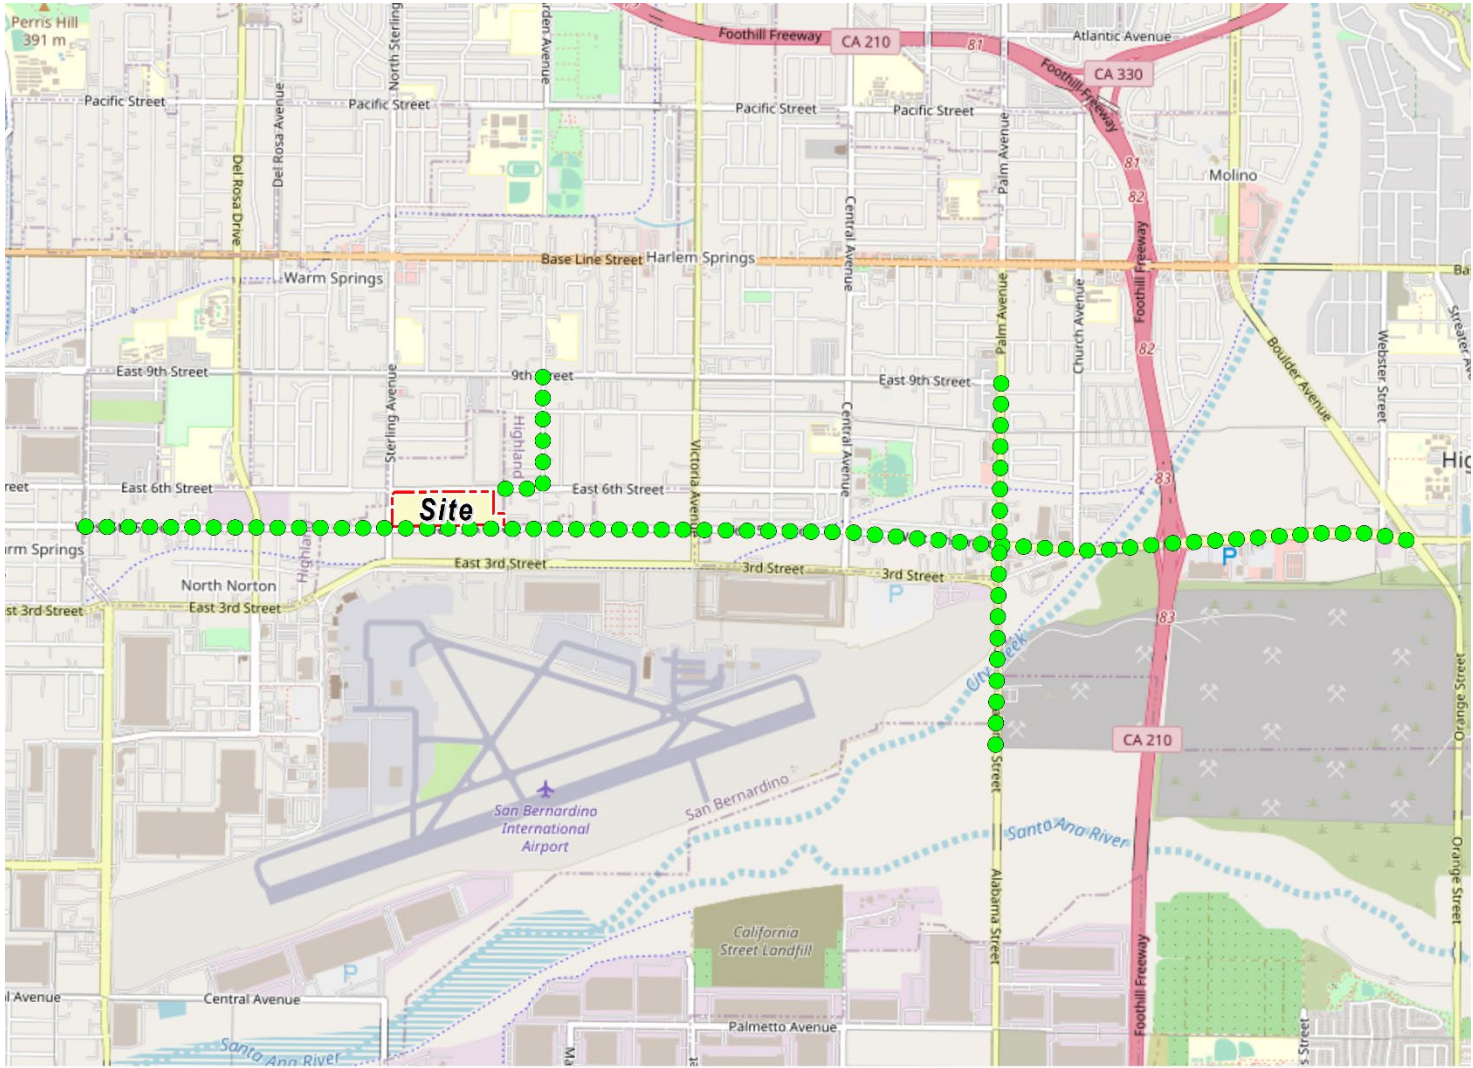 Perris Hill
391 m
Foothill Freeway
CA 210
81
Atlantic Avenue
CA 330
Foothill Freeway
Foothill Freeway
Pacific Street
Pacific Street
Pacific Street
Pacific Street
North Sterling
Del Rosa Avenue
Del Rosa Drive
Palm Avenue
81
82
Molino
Central Avenue
Base Line Street
Harlem Springs
Warm Springs
Foothill Freeway
82
Palm Avenue
Church Avenue
Boulder Avenue
Webster Street
East 9th Street
East 9th Street
Sterling Avenue
Highland
Victoria Avenue
Central Avenue
East 6th Street
East 6th Street
Site
83
P
North Norton
East 3rd Street
East 3rd Street
3rd Street
3rd Street
P
83
CA 210
San Bernardino
San Bernardino
International
Airport
Santa Ana River
Orange Street
Orange Street
Alabama Street
California
Street Landfill
P
Central Avenue
Palmetto Avenue
Foothill Freeway
Santa Ana River